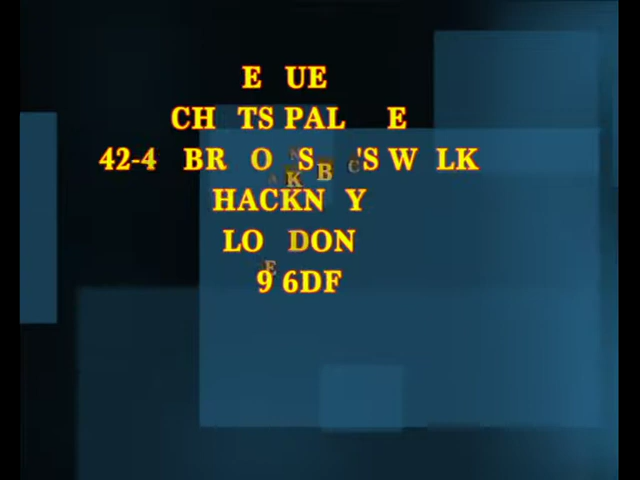 E UE
CH TS PAL E
42-4 BR O S 'S W LK
HACKN Y
LO DON
9 6DF